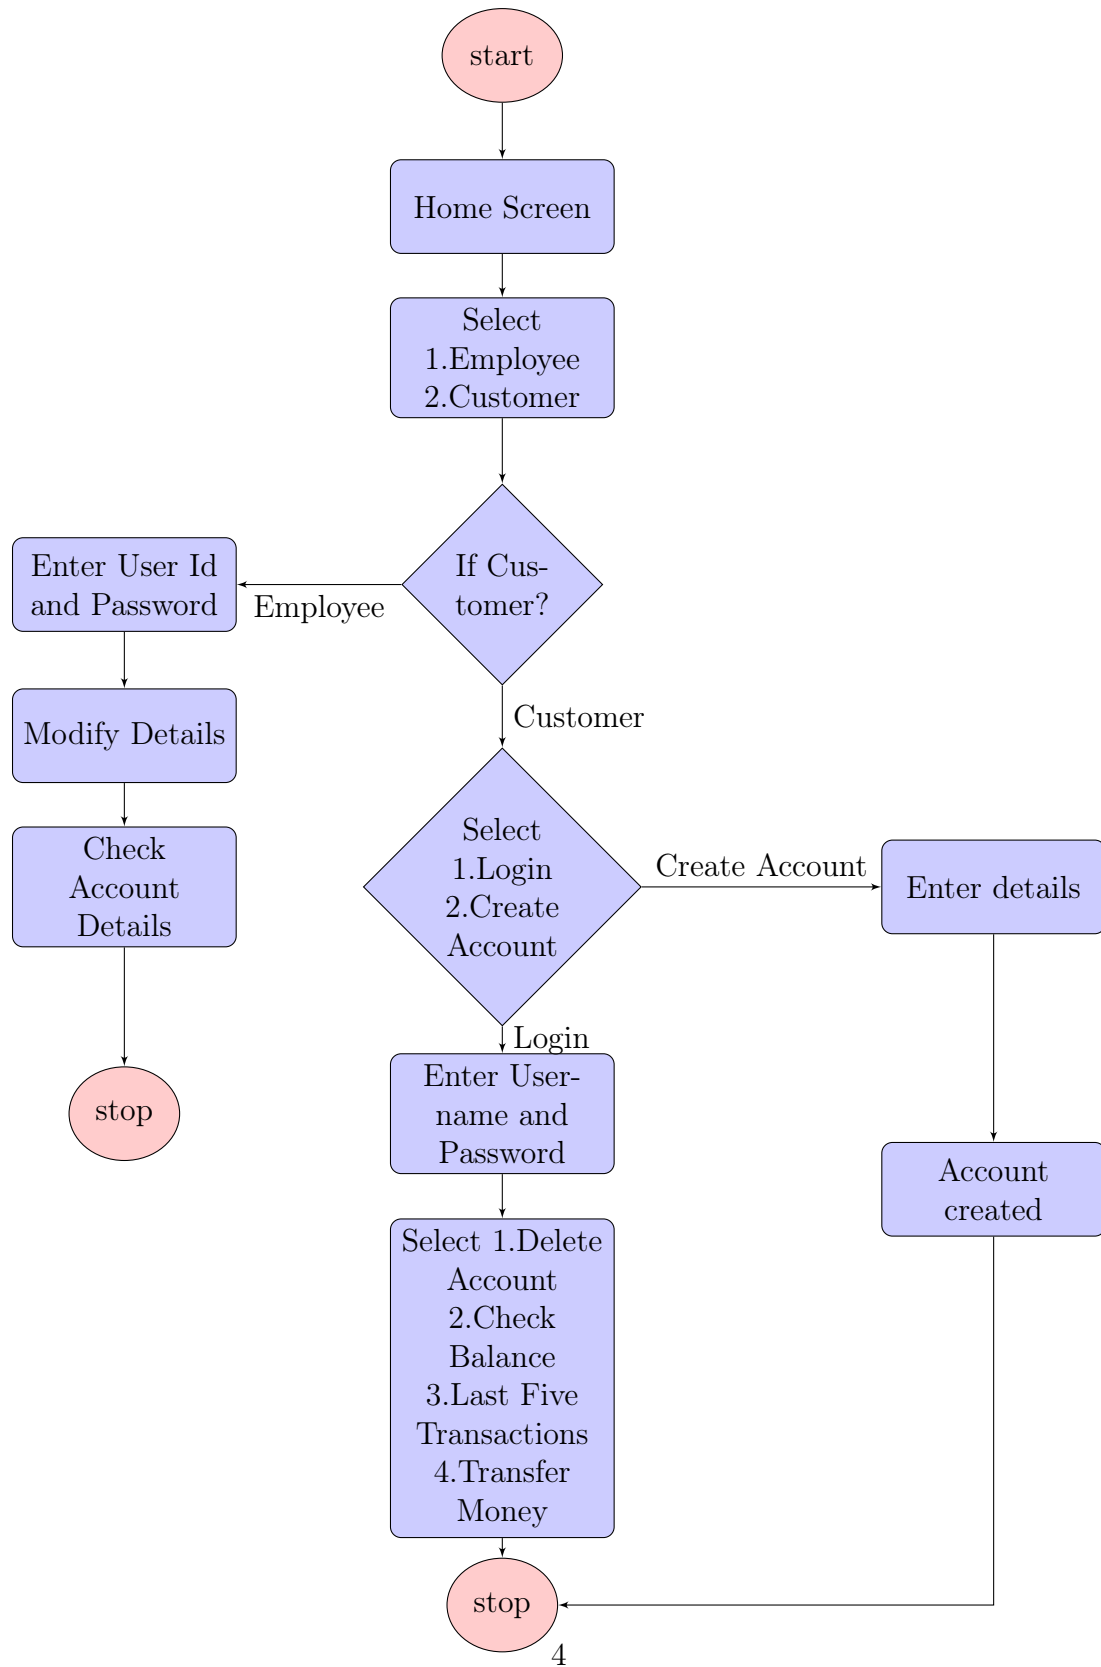 start
Home Screen
Select
1.Employee
2.Customer
If Cus-
tomer?
Employee
Enter User Id
and Password
Modify Details
Check
Account
Details
stop
Customer
Select
1.Login
2.Create
Account
Create Account
Enter details
Account
created
Login
Enter User-
name and
Password
Select 1.Delete
Account
2.Check
Balance
3.Last Five
Transactions
4.Transfer
Money
stop
4